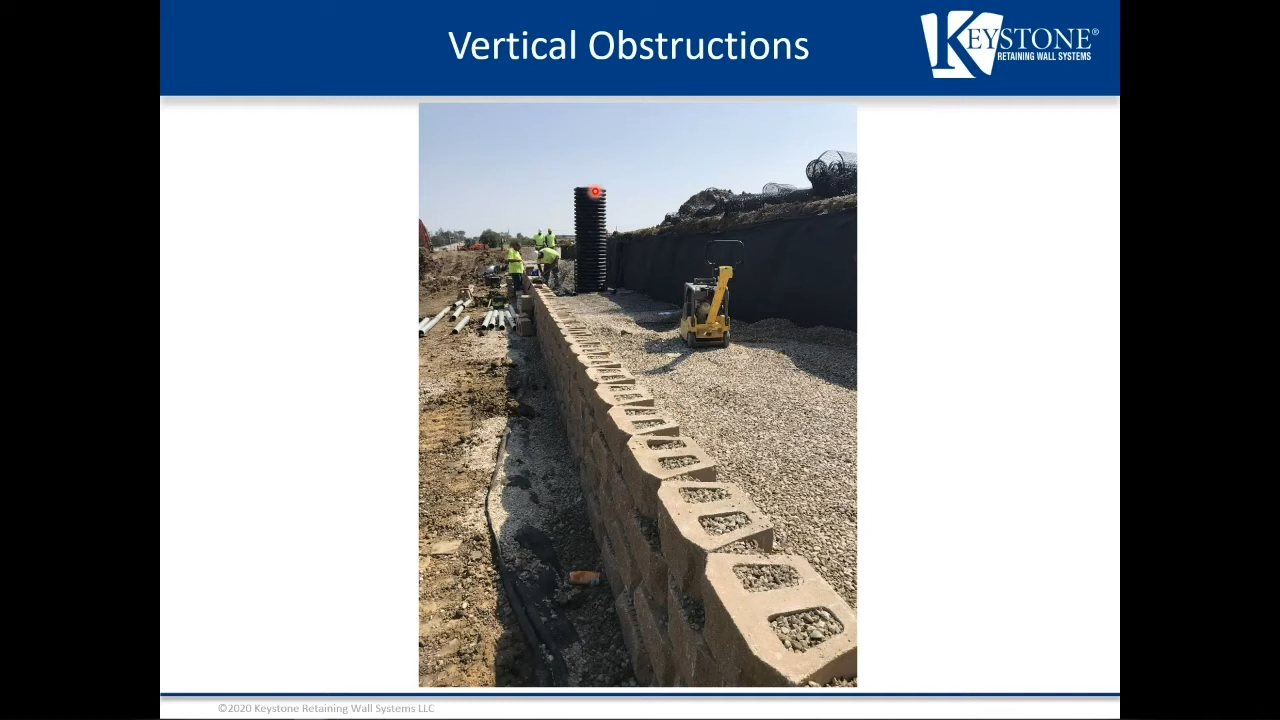 Vertical Obstructions
KEYSTONE®
RETAINING WALL SYSTEMS
©2020 Keystone Retaining Wall Systems LLC